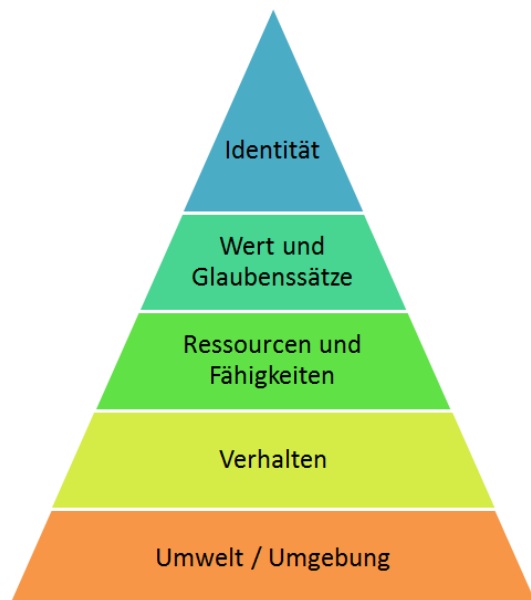 Identität
Wert und
Glaubenssätze
Ressourcen und
Fähigkeiten
Verhalten
Umwelt / Umgebung